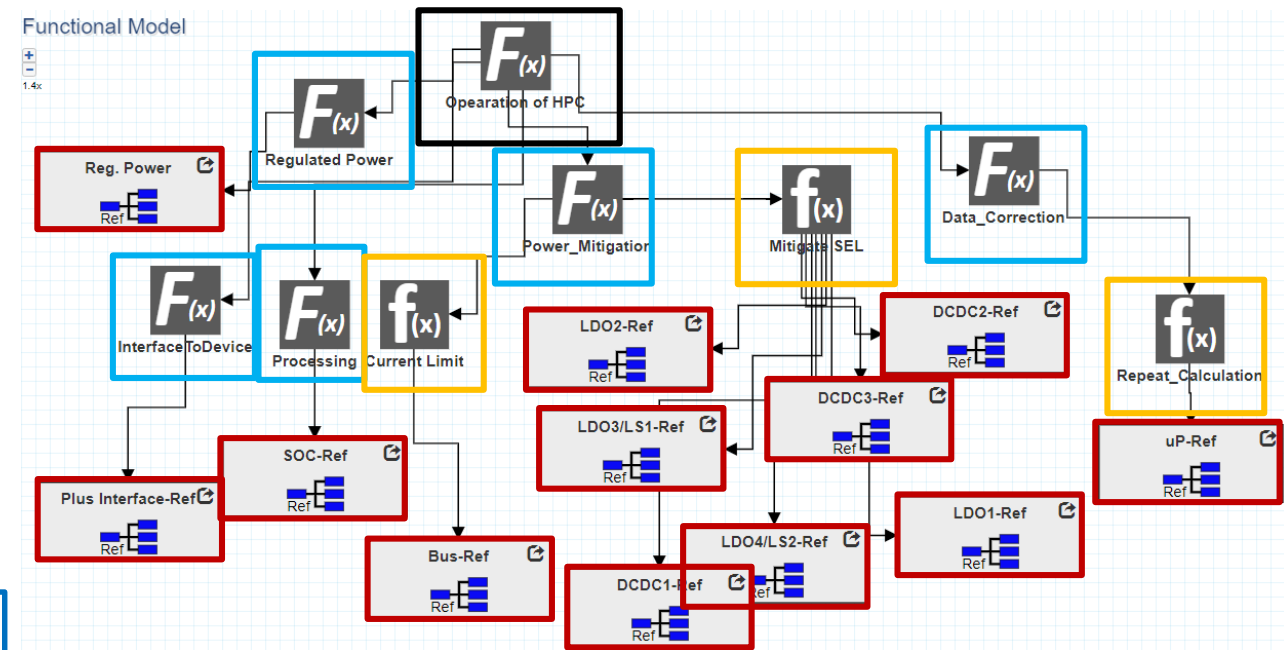 Functional Model
+
−
1.4x
F(x)
Opearation of HPC
F(x)
Regulated Power
Reg. Power
Ref
F(x)
Power_Mitigation
f(x)
Mitigate SEL
F(x)
Data_Correction
F(x)
InterfaceToDevice
F(x)
Processing
f(x)
Current Limit
f(x)
Repeat_Calculation
LDO2-Ref
Ref
DCDC2-Ref
Ref
DCDC3-Ref
Ref
LDO3/LS1-Ref
Ref
SOC-Ref
Ref
uP-Ref
Ref
Plus Interface-Ref
Ref
LDO1-Ref
Ref
Bus-Ref
Ref
LDO4/LS2-Ref
Ref
DCDC1-Ref
Ref